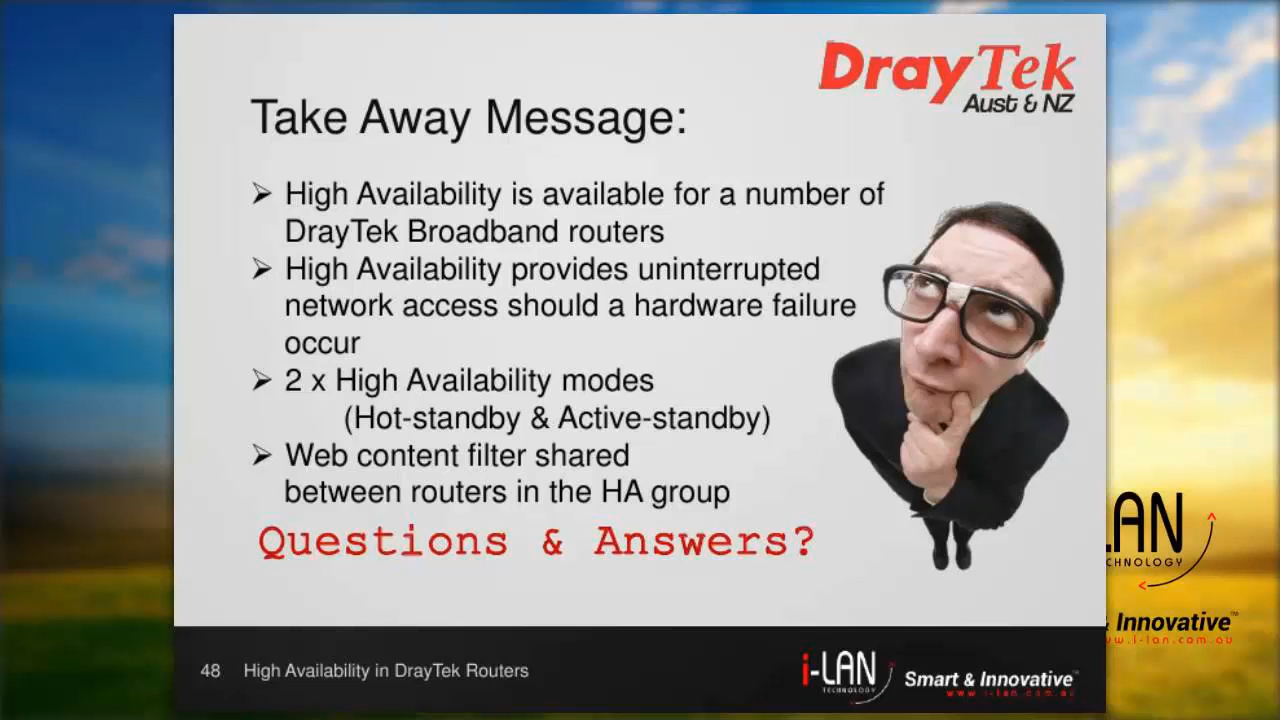 DrayTek
Aust & NZ
Take Away Message:
➢ High Availability is available for a number of
DrayTek Broadband routers
➢ High Availability provides uninterrupted
network access should a hardware failure
occur
➢ 2 x High Availability modes
(Hot-standby & Active-standby)
➢ Web content filter shared
between routers in the HA group
Questions & Answers?
48 High Availability in DrayTek Routers
i-LAN
TECHNOLOGY
Smart & Innovative™
www.i-lan.com.au
LAN
CHNOLOGY
& Innovative™
www.i-lan.com.au